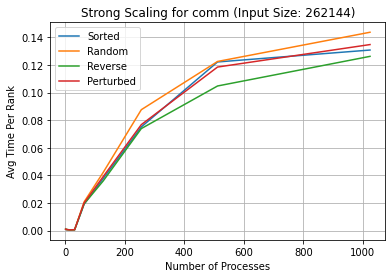 Strong Scaling for comm (Input Size: 262144)
Sorted
Random
Reverse
Perturbed
Avg Time Per Rank
0.14
0.12
0.10
0.08
0.06
0.04
0.02
0.00
0
200
400
600
800
1000
Number of Processes